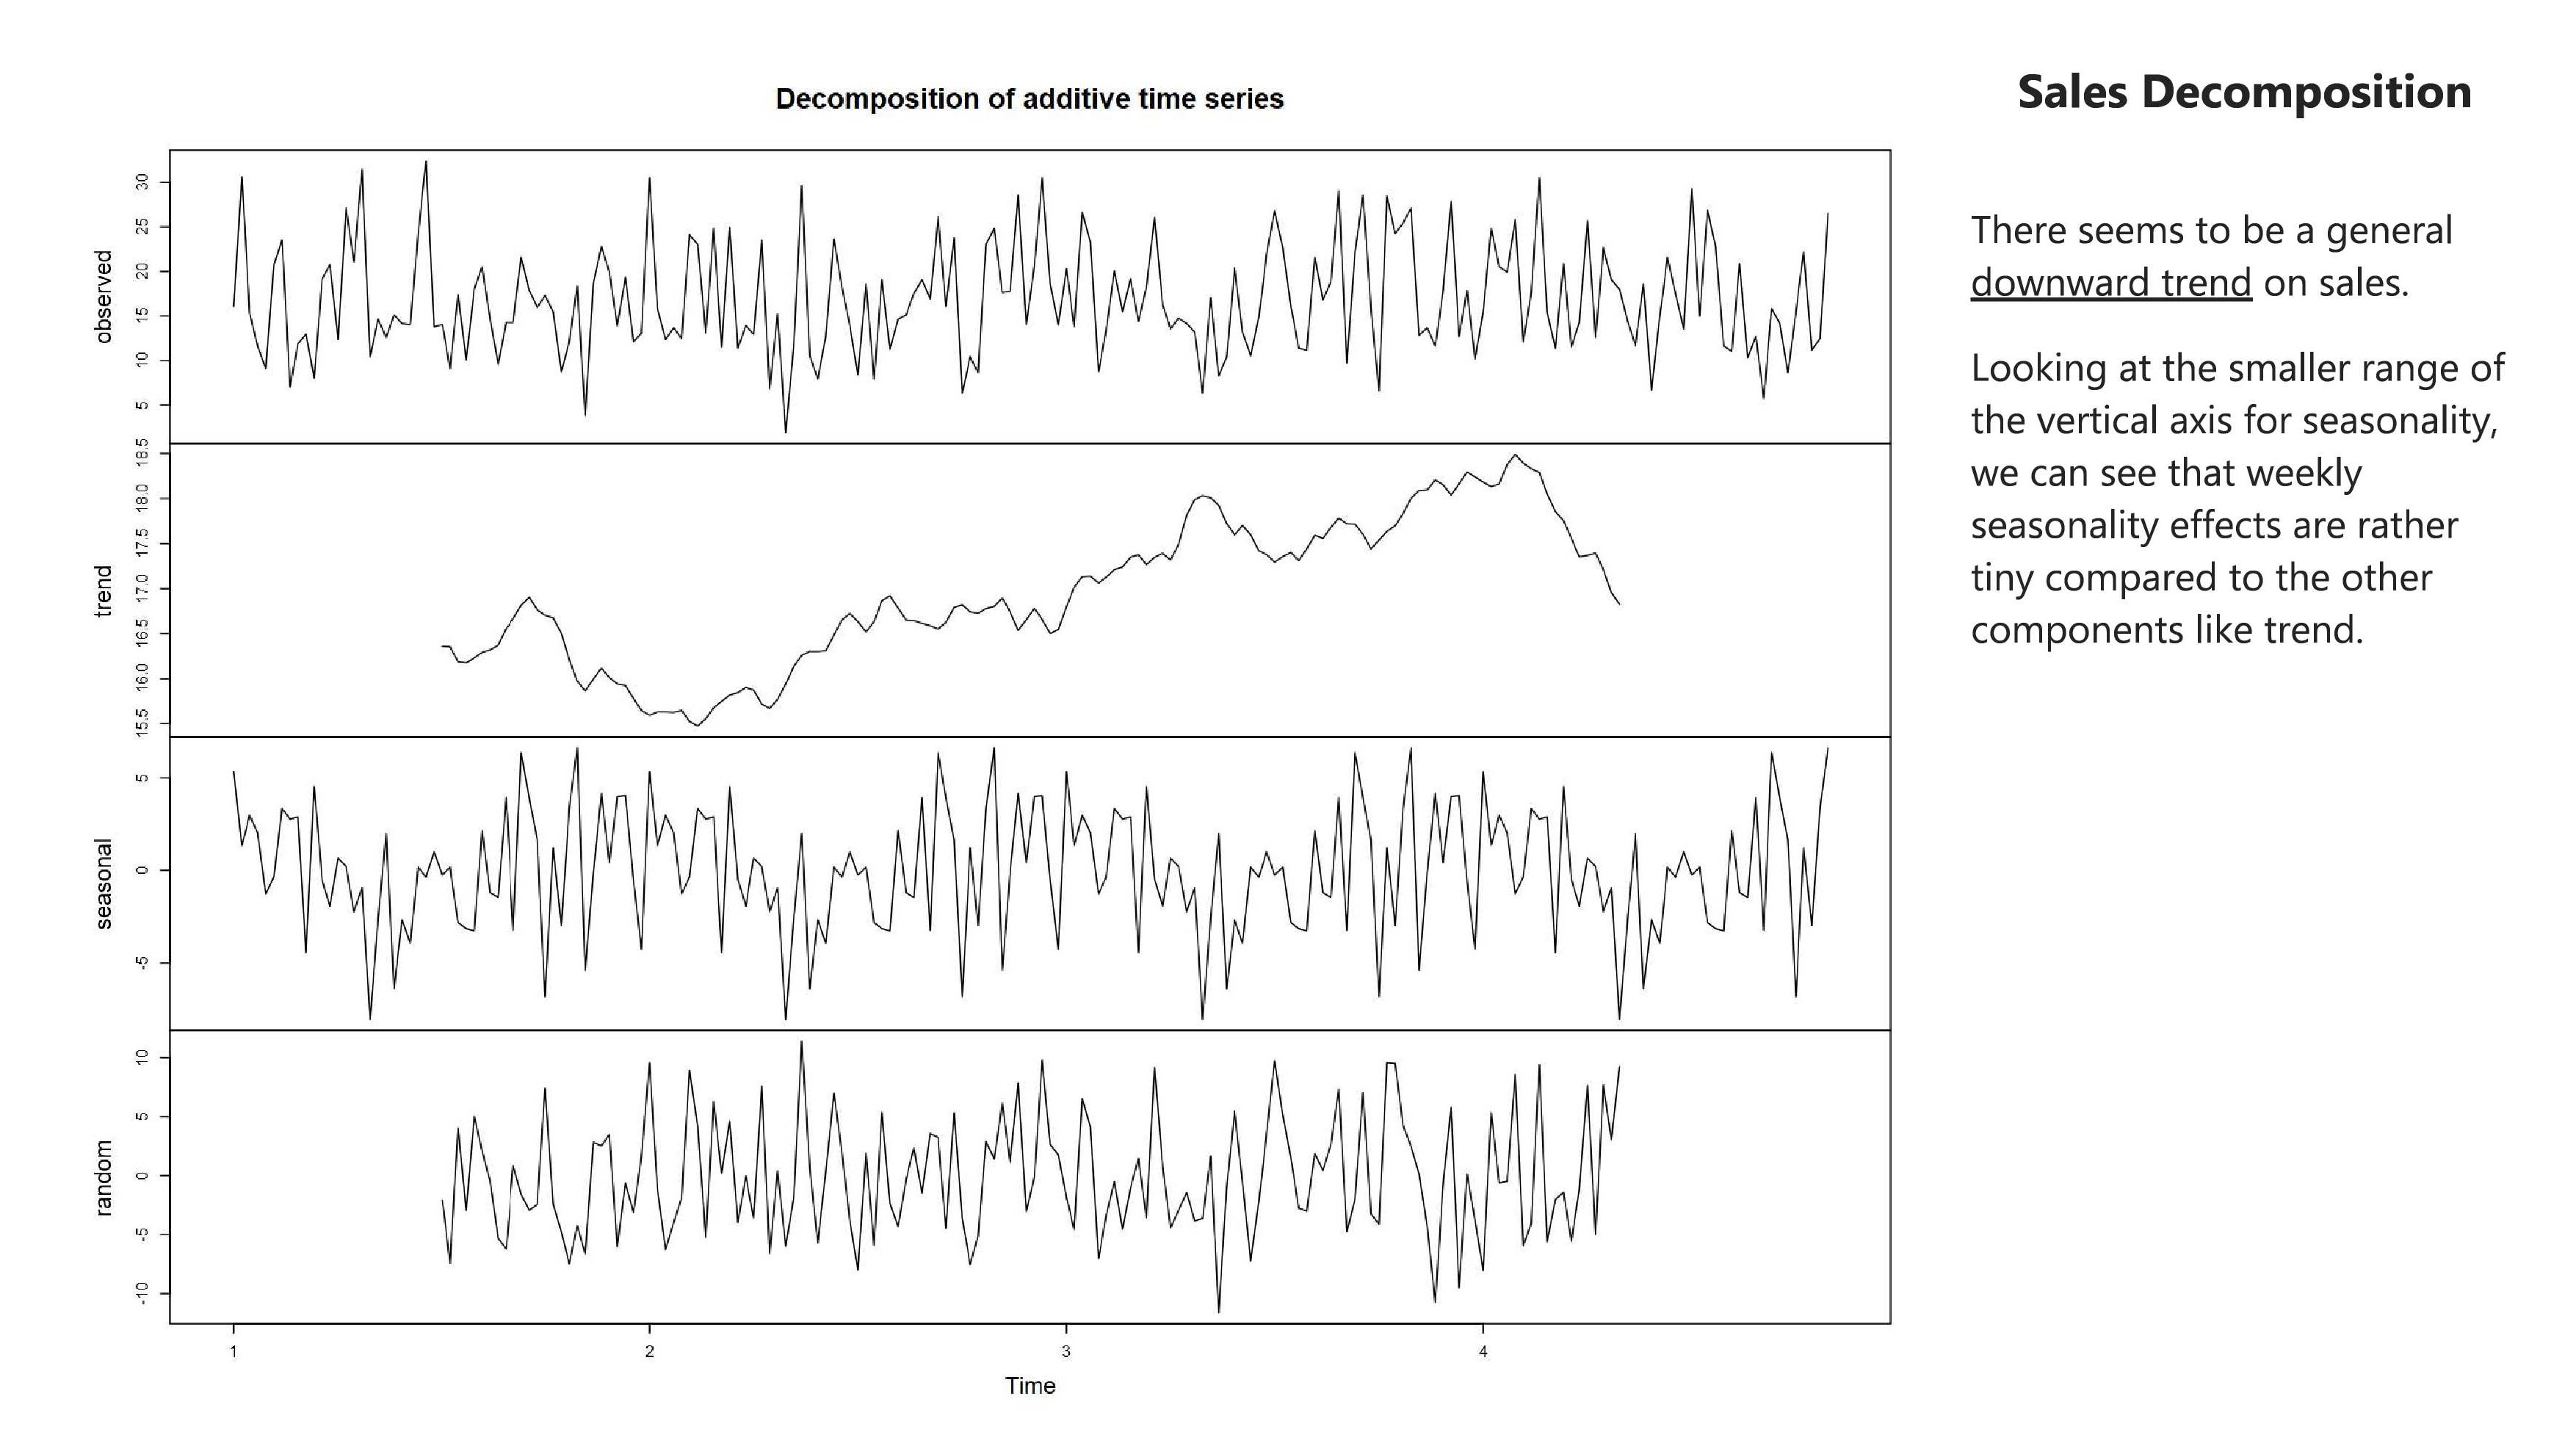 Decomposition of additive time series
Sales Decomposition
There seems to be a general
downward trend on sales.
Looking at the smaller range of
the vertical axis for seasonality,
we can see that weekly
seasonality effects are rather
tiny compared to the other
components like trend.
observed
30
25
20
15
10
5
trend
18.5
18.0
17.5
17.0
16.5
16.0
15.5
seasonal
5
0
-5
random
10
5
0
-5
-10
1 2 3 4
Time